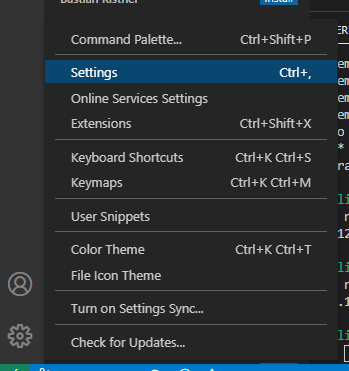 Bastian Kistner
Install
Command Palette... Ctrl+Shift+P
Settings Ctrl+,
Online Services Settings
Extensions Ctrl+Shift+X
Keyboard Shortcuts Ctrl+K Ctrl+S
Keymaps Ctrl+K Ctrl+M
User Snippets
Color Theme Ctrl+K Ctrl+T
File Icon Theme
Turn on Settings Sync...
Check for Updates...